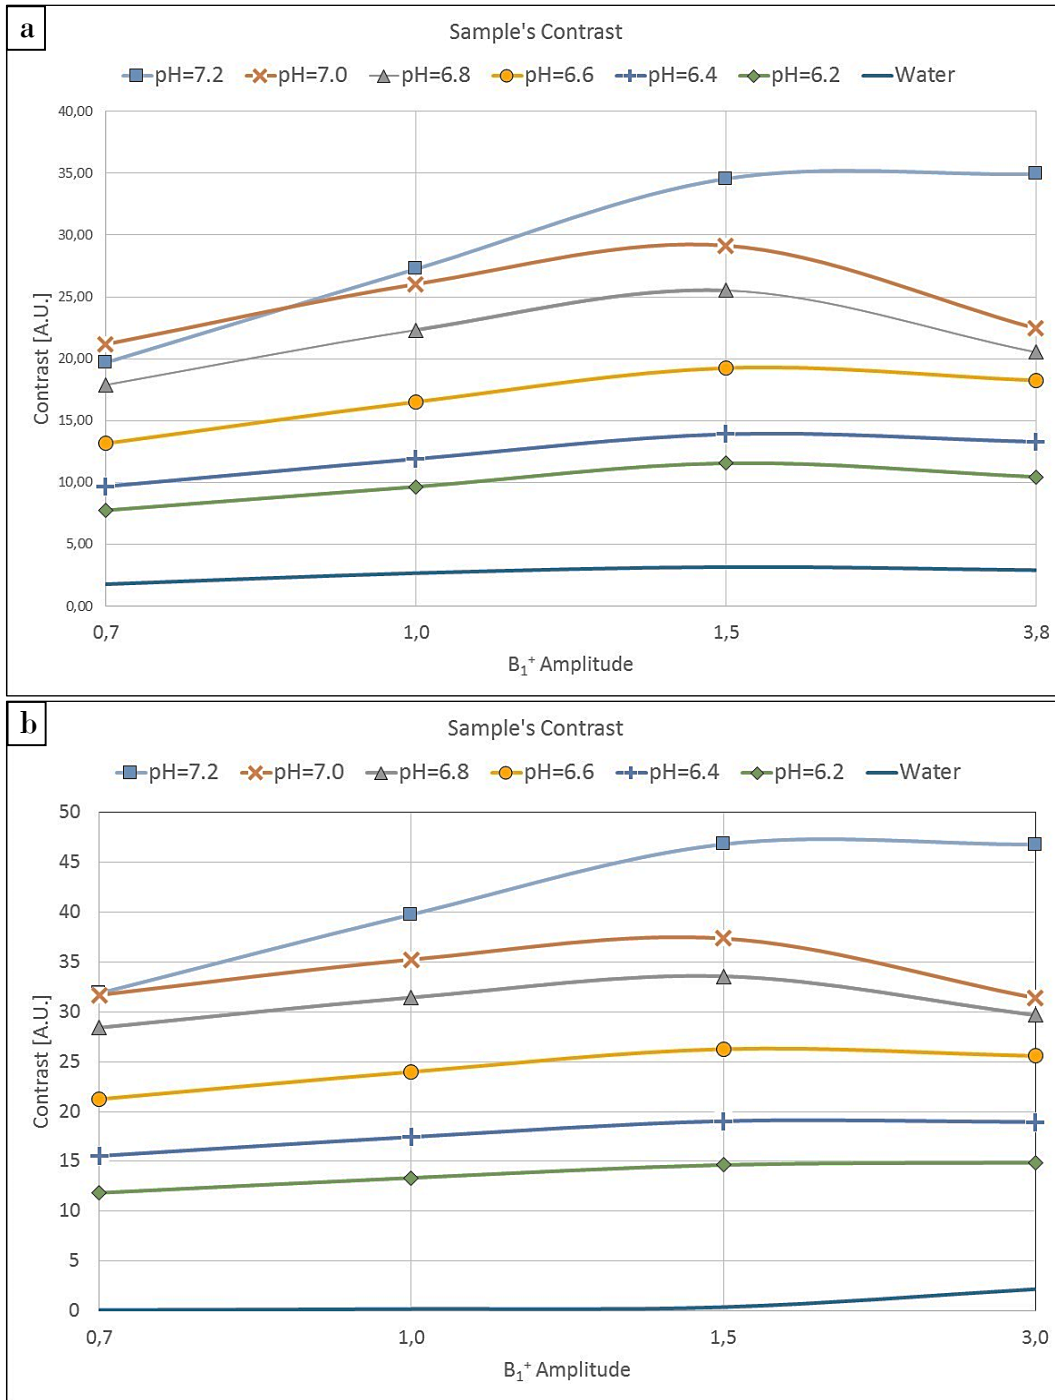 a
Sample's Contrast
pH=7.2 pH=7.0 pH=6.8 pH=6.6 pH=6.4 pH=6.2 Water
40,00
35,00
30,00
25,00
20,00
15,00
10,00
5,00
0,00
Contrast [A.U.]
0,7 1,0 1,5 3,8
B₁⁺ Amplitude
b
Sample's Contrast
pH=7.2 pH=7.0 pH=6.8 pH=6.6 pH=6.4 pH=6.2 Water
50
45
40
35
30
25
20
15
10
5
0
Contrast [A.U.]
0,7 1,0 1,5 3,0
B₁⁺ Amplitude